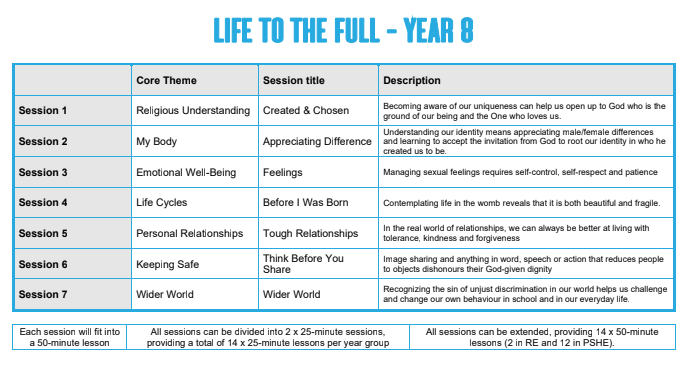 LIFE TO THE FULL – YEAR 8
Core Theme Session title Description
Session 1 Religious Understanding Created & Chosen Becoming aware of our uniqueness can help us open up to God who is the
ground of our being and the One who loves us.
Session 2 My Body Appreciating Difference Understanding our identity means appreciating male/female differences
and learning to accept the invitation from God to root our identity in who he
created us to be.
Session 3 Emotional Well-Being Feelings Managing sexual feelings requires self-control, self-respect and patience
Session 4 Life Cycles Before I Was Born Contemplating life in the womb reveals that it is both beautiful and fragile.
Session 5 Personal Relationships Tough Relationships In the real world of relationships, we can always be better at living with
tolerance, kindness and forgiveness
Session 6 Keeping Safe Think Before You
Share
Image sharing and anything in word, speech or action that reduces people
to objects dishonours their God-given dignity
Session 7 Wider World Wider World Recognizing the sin of unjust discrimination in our world helps us challenge
and change our own behaviour in school and in our everyday life.
Each session will fit into
a 50-minute lesson
All sessions can be divided into 2 x 25-minute sessions,
providing a total of 14 x 25-minute lessons per year group
All sessions can be extended, providing 14 x 50-minute
lessons (2 in RE and 12 in PSHE).